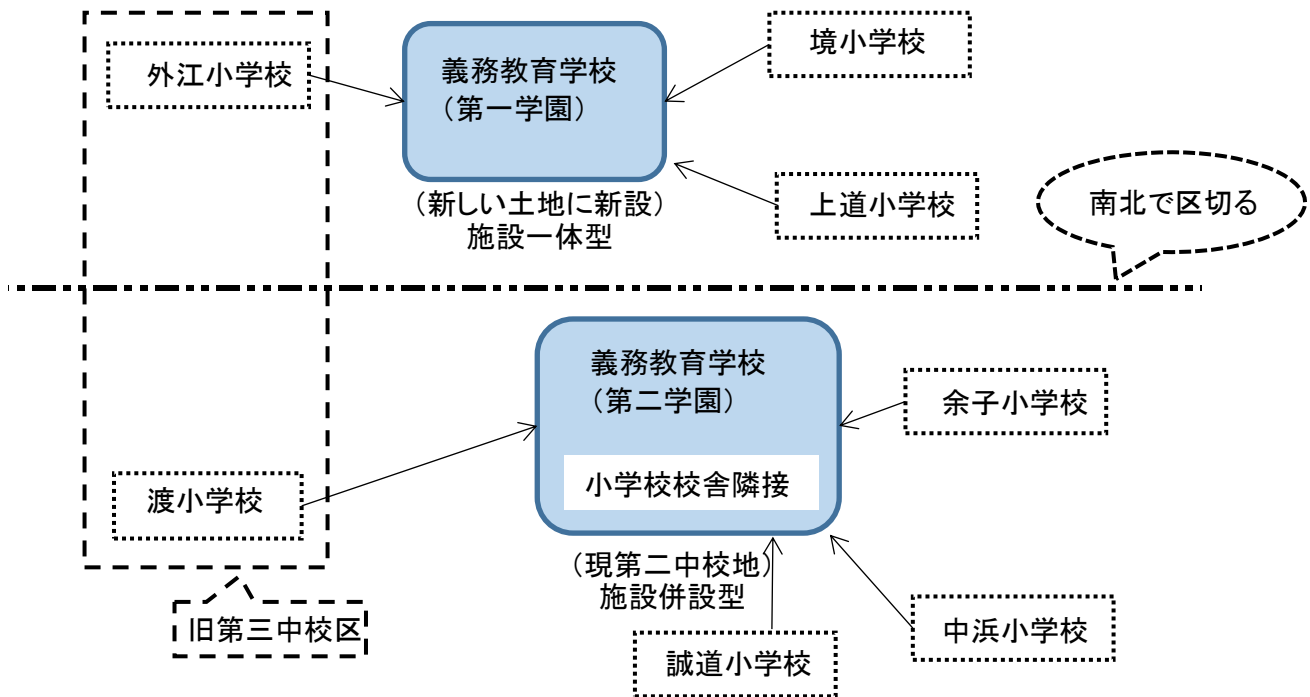 外江小学校
義務教育学校
（第一学園）
境小学校
（新しい土地に新設）
施設一体型
上道小学校
南北で区切る
義務教育学校
（第二学園）
余子小学校
小学校校舎隣接
渡小学校
（現第二中校地）
施設併設型
旧第三中校区
誠道小学校
中浜小学校